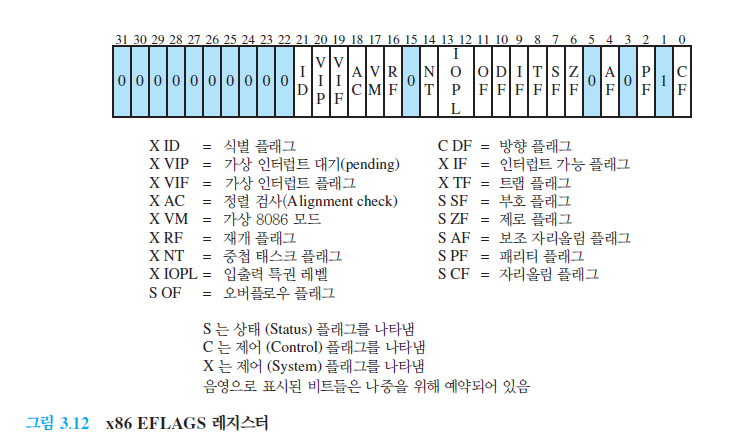 31 30 29 28 27 26 25 24 23 22 21 20 19 18 17 16 15 14 13 12 11 10 9 8 7 6 5 4 3 2 1 0
0 0 0 0 0 0 0 0 0 0 ID VIP VIF AC VM RF 0 NT IOPL OF DF IF TF SF ZF 0 AF 0 PF 1 CF
X ID = 식별 플래그
X VIP = 가상 인터럽트 대기(pending)
X VIF = 가상 인터럽트 플래그
X AC = 정렬 검사(Alignment check)
X VM = 가상 8086 모드
X RF = 재개 플래그
X NT = 중첩 태스크 플래그
X IOPL = 입출력 특권 레벨
S OF = 오버플로우 플래그
C DF = 방향 플래그
X IF = 인터럽트 가능 플래그
X TF = 트랩 플래그
S SF = 부호 플래그
S ZF = 제로 플래그
S AF = 보조 자리올림 플래그
S PF = 패리티 플래그
S CF = 자리올림 플래그
S 는 상태 (Status) 플래그를 나타냄
C 는 제어 (Control) 플래그를 나타냄
X 는 제어 (System) 플래그를 나타냄
음영으로 표시된 비트들은 나중을 위해 예약되어 있음
그림 3.12 x86 EFLAGS 레지스터